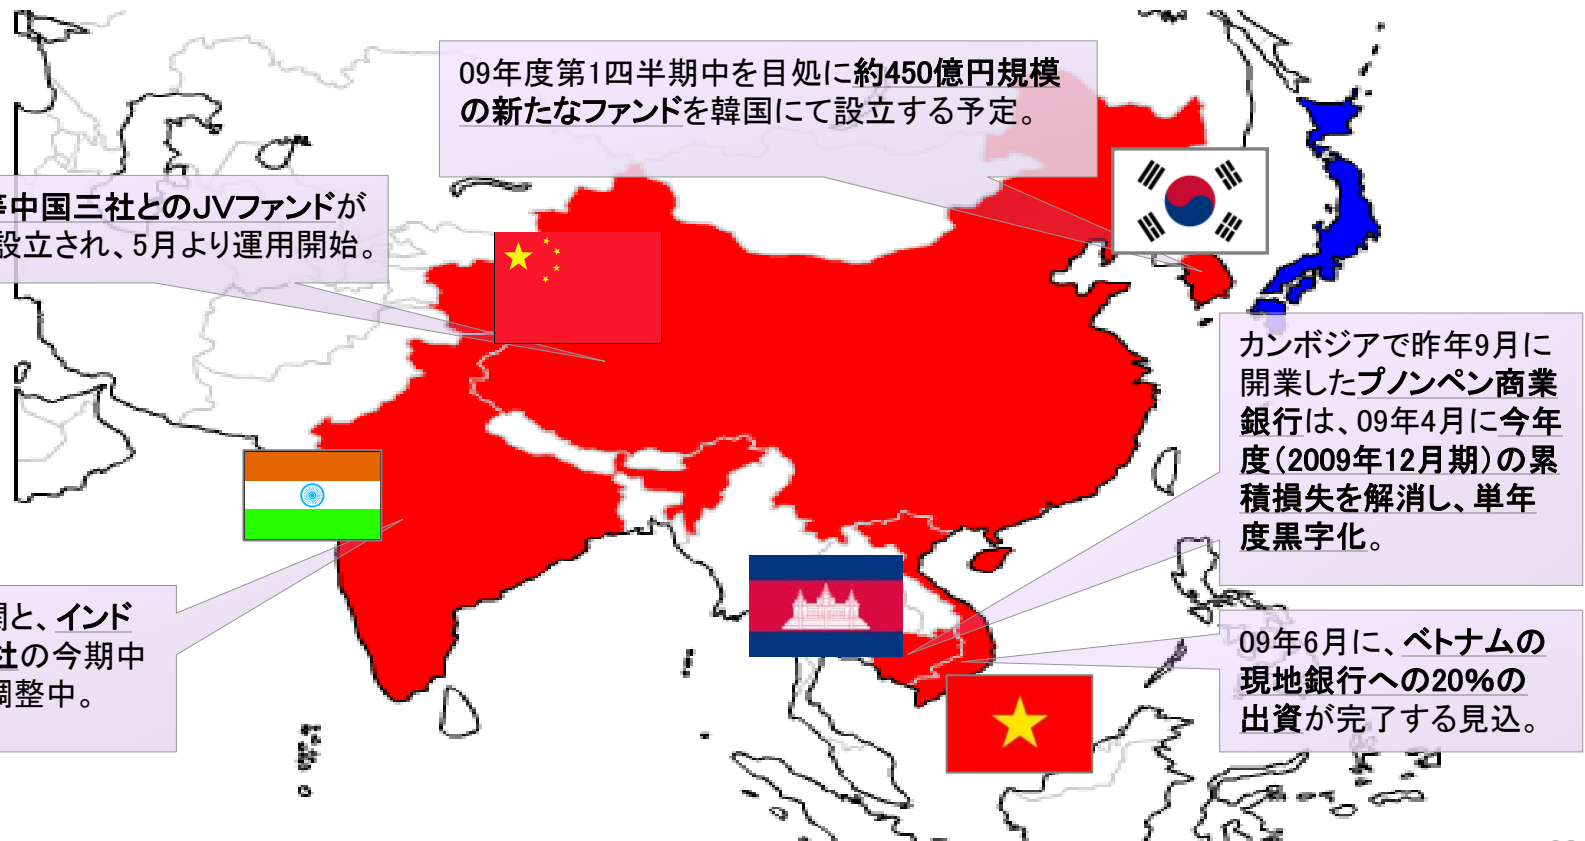 09年度第1四半期中を目処に約450億円規模
の新たなファンドを韓国にて設立する予定。
中国三社とのJVファンドが
設立され、5月より運用開始。
カンボジアで昨年9月に
開業したプノンペン商業
銀行は、09年4月に今年
度(2009年12月期)の累
積損失を解消し、単年
度黒字化。
と、インド
社の今期中
調整中。
09年6月に、ベトナムの
現地銀行への20%の
出資が完了する見込。